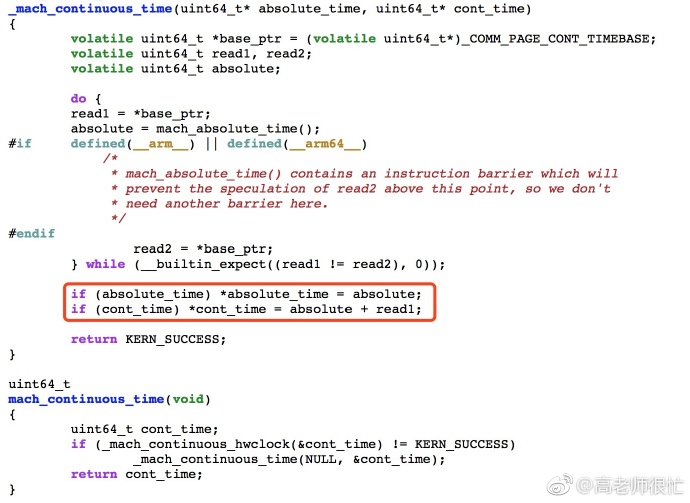 _mach_continuous_time(uint64_t* absolute_time, uint64_t* cont_time)
{
        volatile uint64_t *base_ptr = (volatile uint64_t*)_COMM_PAGE_CONT_TIMEBASE;
        volatile uint64_t read1, read2;
        volatile uint64_t absolute;

        do {
        read1 = *base_ptr;
        absolute = mach_absolute_time();
#if     defined(__arm__) || defined(__arm64__)
            /*
             * mach_absolute_time() contains an instruction barrier which will
             * prevent the speculation of read2 above this point, so we don't
             * need another barrier here.
             */
#endif
                read2 = *base_ptr;
        } while (__builtin_expect((read1 != read2), 0));

        if (absolute_time) *absolute_time = absolute;
        if (cont_time) *cont_time = absolute + read1;

        return KERN_SUCCESS;
}

uint64_t
mach_continuous_time(void)
{
        uint64_t cont_time;
        if (_mach_continuous_hwclock(&cont_time) != KERN_SUCCESS)
                _mach_continuous_time(NULL, &cont_time);
        return cont_time;
}
@高老师很忙